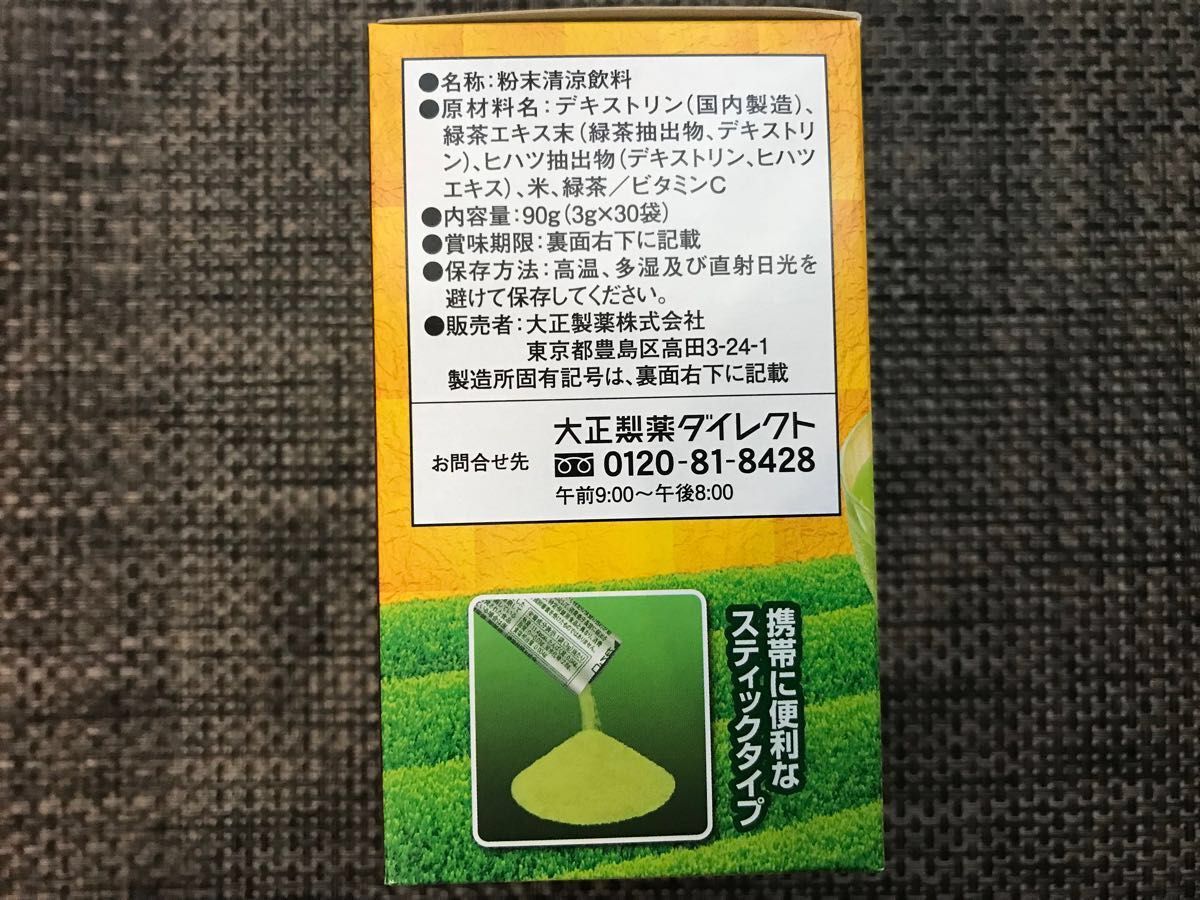 ●名称：粉末清涼飲料
●原材料名：デキストリン（国内製造）、
緑茶エキス末（緑茶抽出物、デキストリ
ン）、ヒハツ抽出物（デキストリン、ヒハツ
エキス）、米、緑茶／ビタミンC
●内容量：90g（3g×30袋）
●賞味期限：裏面右下に記載
●保存方法：高温、多湿及び直射日光を
避けて保存してください。
●販売者：大正製薬株式会社
東京都豊島区高田3-24-1
製造所固有記号は、裏面右下に記載
大正製薬ダイレクト
お問合せ先
0120-81-8428
午前9:00～午後8:00
携帯に便利な
スティックタイプ